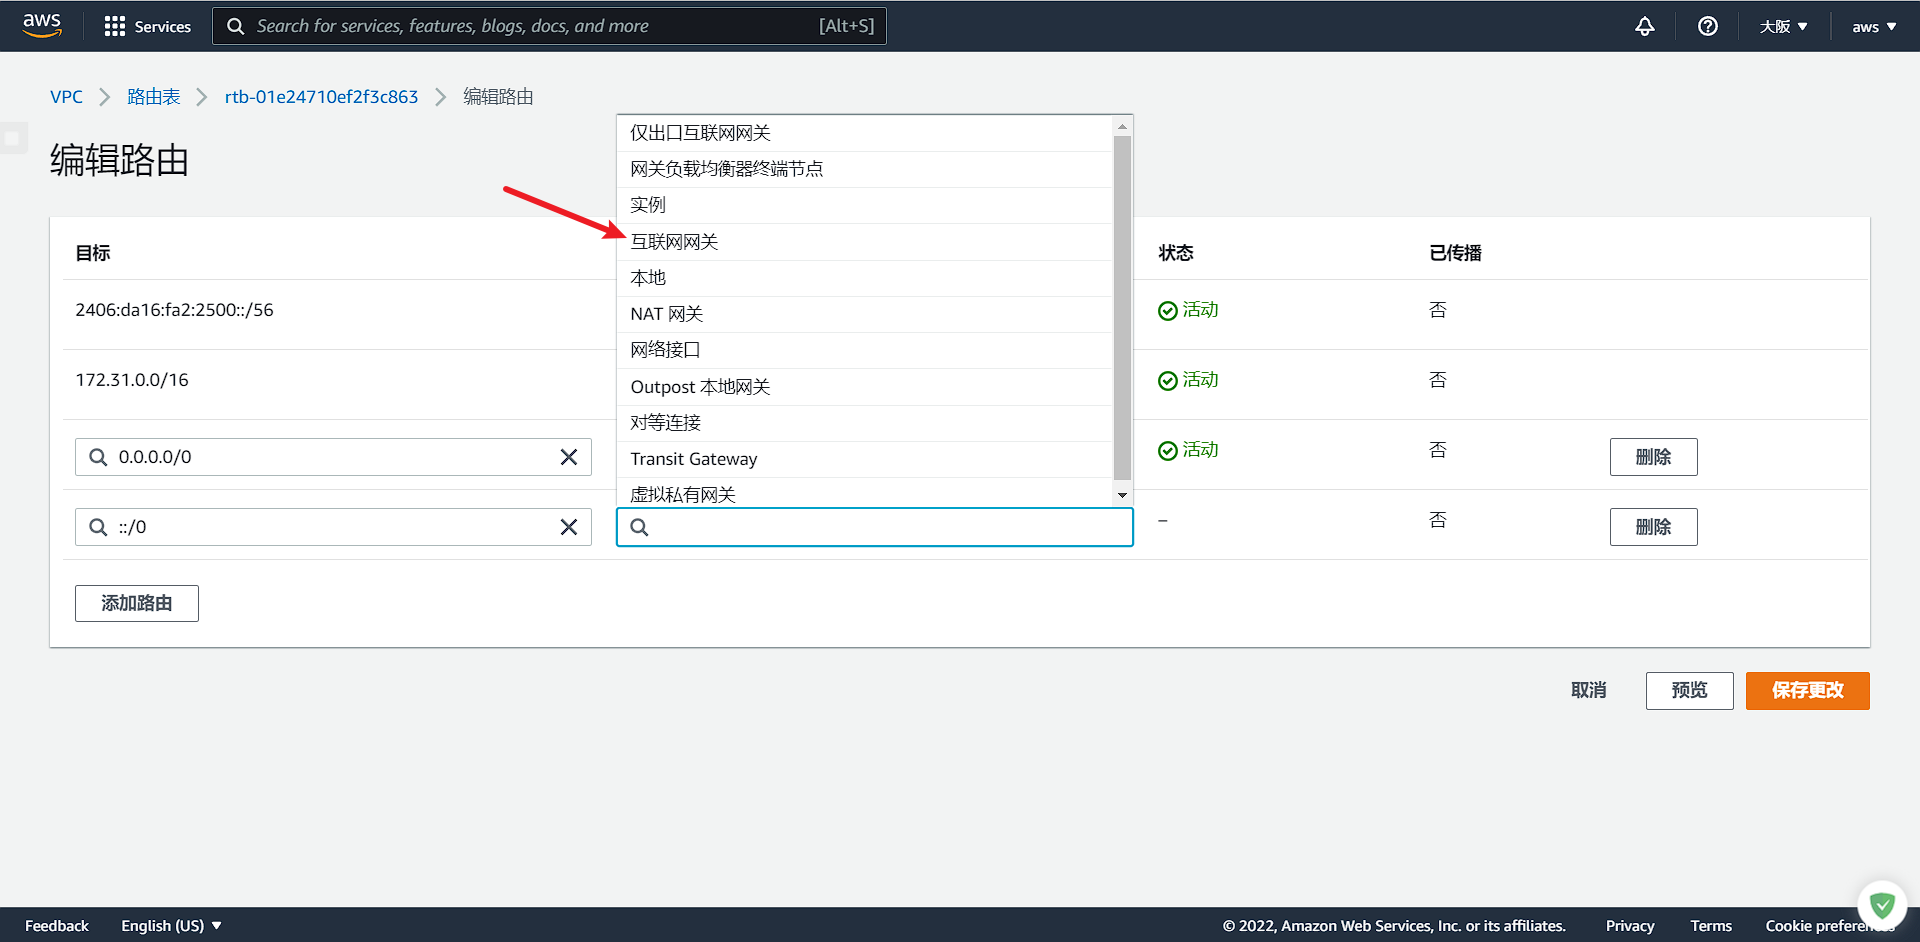 aws
Services
Search for services, features, blogs, docs, and more
[Alt+S]
大阪
aws
VPC
路由表
rtb-01e24710ef2f3c863
编辑路由
编辑路由
仅出口互联网网关
网关负载均衡器终端节点
实例
互联网网关
本地
NAT 网关
网络接口
Outpost 本地网关
对等连接
Transit Gateway
虚拟私有网关
目标
状态
已传播
2406:da16:fa2:2500::/56
活动
否
172.31.0.0/16
活动
否
0.0.0.0/0
活动
否
删除
::/0
–
否
删除
添加路由
取消
预览
保存更改
Feedback
English (US)
© 2022, Amazon Web Services, Inc. or its affiliates.
Privacy
Terms
Cookie